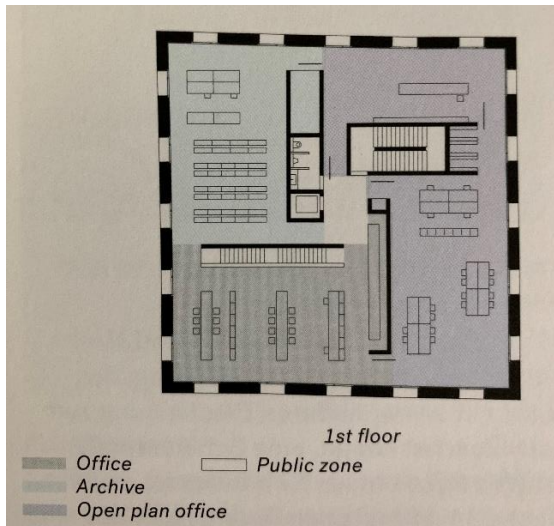 1st floor
Office
Public zone
Archive
Open plan office